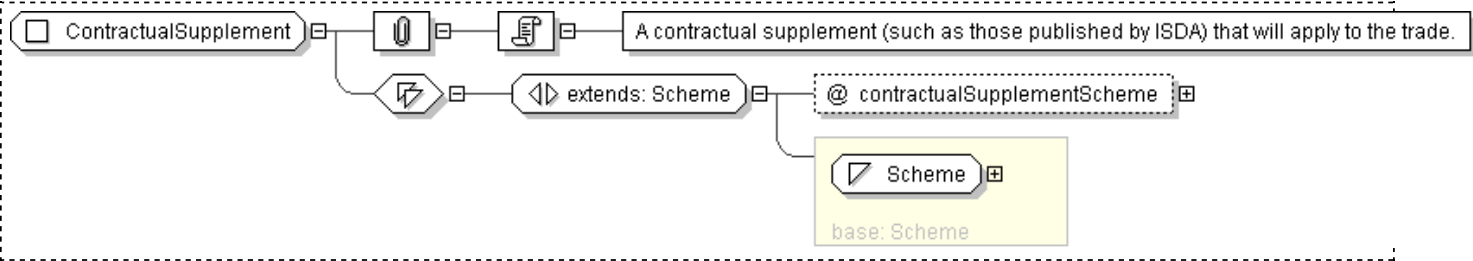 ContractualSupplement
A contractual supplement (such as those published by ISDA) that will apply to the trade.
extends: Scheme
@ contractualSupplementScheme
Scheme
base: Scheme